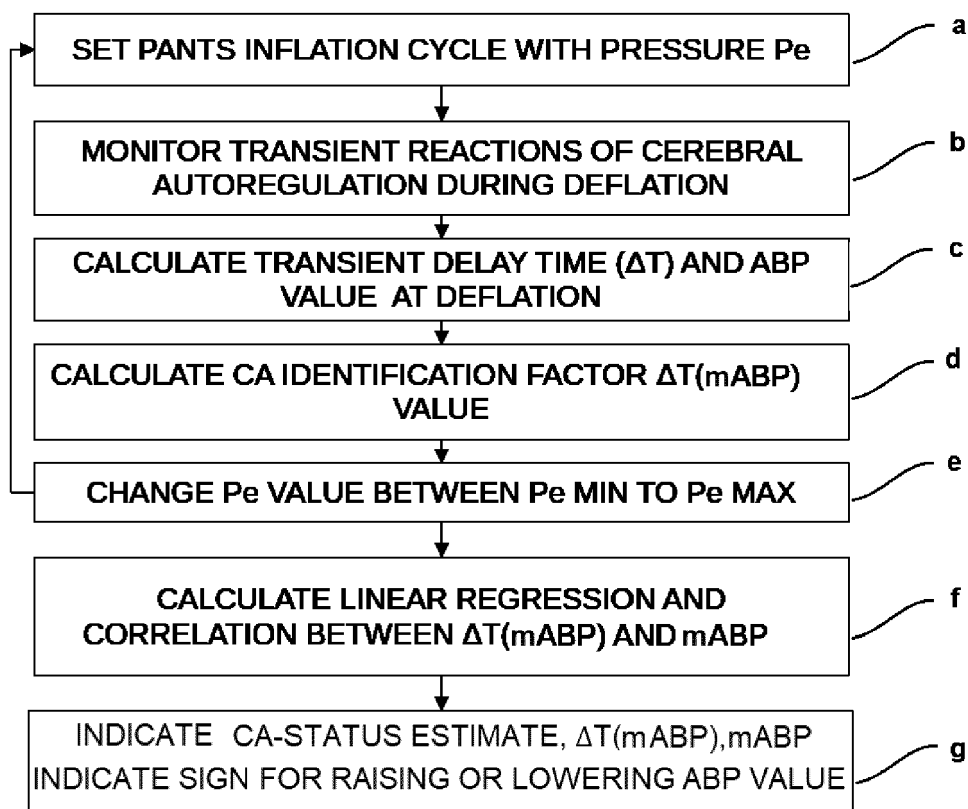 SET PANTS INFLATION CYCLE WITH PRESSURE Pe
a
MONITOR TRANSIENT REACTIONS OF CEREBRAL
AUTOREGULATION DURING DEFLATION
b
CALCULATE TRANSIENT DELAY TIME (ΔT) AND ABP
VALUE AT DEFLATION
c
CALCULATE CA IDENTIFICATION FACTOR ΔT(mABP)
VALUE
d
CHANGE Pe VALUE BETWEEN Pe MIN TO Pe MAX
e
CALCULATE LINEAR REGRESSION AND
CORRELATION BETWEEN ΔT(mABP) AND mABP
f
INDICATE CA-STATUS ESTIMATE, ΔT(mABP),mABP
INDICATE SIGN FOR RAISING OR LOWERING ABP VALUE
g